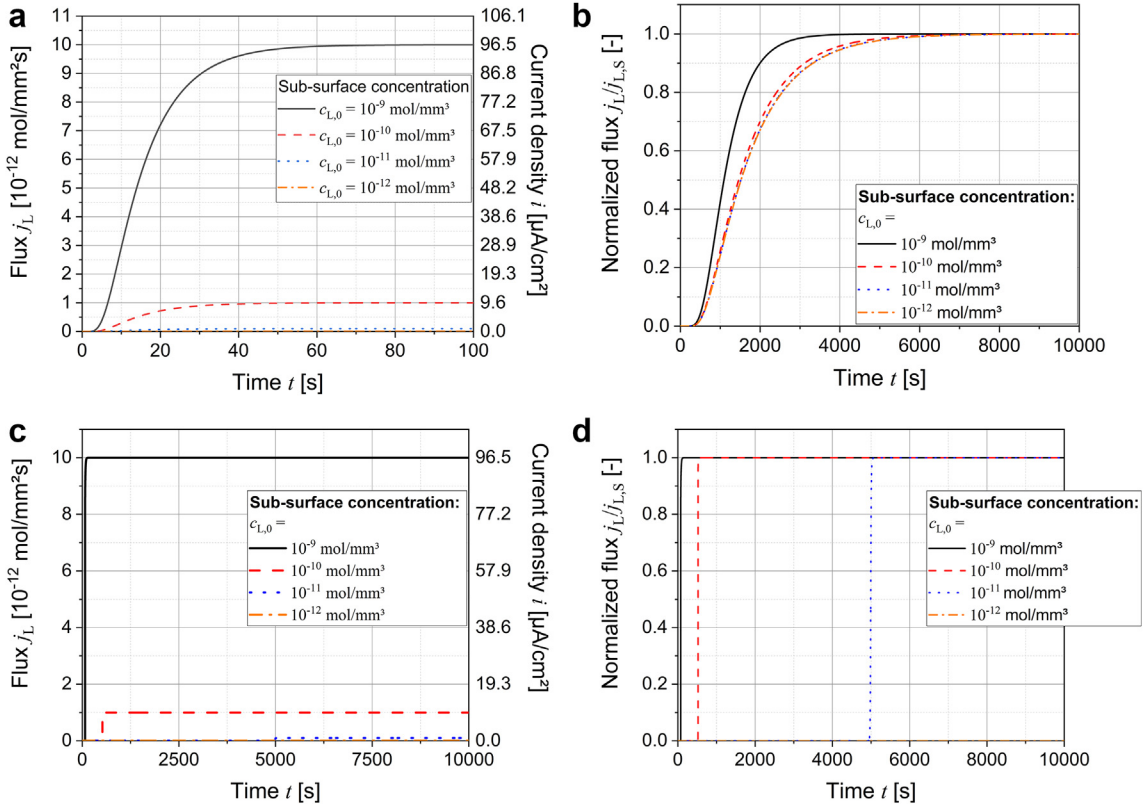 a
Flux jL [10-12 mol/mm²s]
11
10
9
8
7
6
5
4
3
2
1
0
0 20 40 60 80 100
Time t [s]
106.1
96.5
86.8
77.2
67.5
57.9
48.2
38.6
28.9
19.3
9.6
0.0
Current density i [µA/cm²]
Sub-surface concentration:
cL,0 = 10-9 mol/mm³
cL,0 = 10-10 mol/mm³
cL,0 = 10-11 mol/mm³
cL,0 = 10-12 mol/mm³
b
Normalized flux jL/jL,S [-]
1.0
0.8
0.6
0.4
0.2
0.0
0 2000 4000 6000 8000 10000
Time t [s]
Sub-surface concentration:
cL,0 =
10-9 mol/mm³
10-10 mol/mm³
10-11 mol/mm³
10-12 mol/mm³
c
Flux jL [10-12 mol/mm²s]
10
8
6
4
2
0
0 2500 5000 7500 10000
Time t [s]
96.5
77.2
57.9
38.6
19.3
0.0
Current density i [µA/cm²]
Sub-surface concentration:
cL,0 =
10-9 mol/mm³
10-10 mol/mm³
10-11 mol/mm³
10-12 mol/mm³
d
Normalized flux jL/jL,S [-]
1.0
0.8
0.6
0.4
0.2
0.0
0 2000 4000 6000 8000 10000
Time t [s]
Sub-surface concentration:
cL,0 =
10-9 mol/mm³
10-10 mol/mm³
10-11 mol/mm³
10-12 mol/mm³